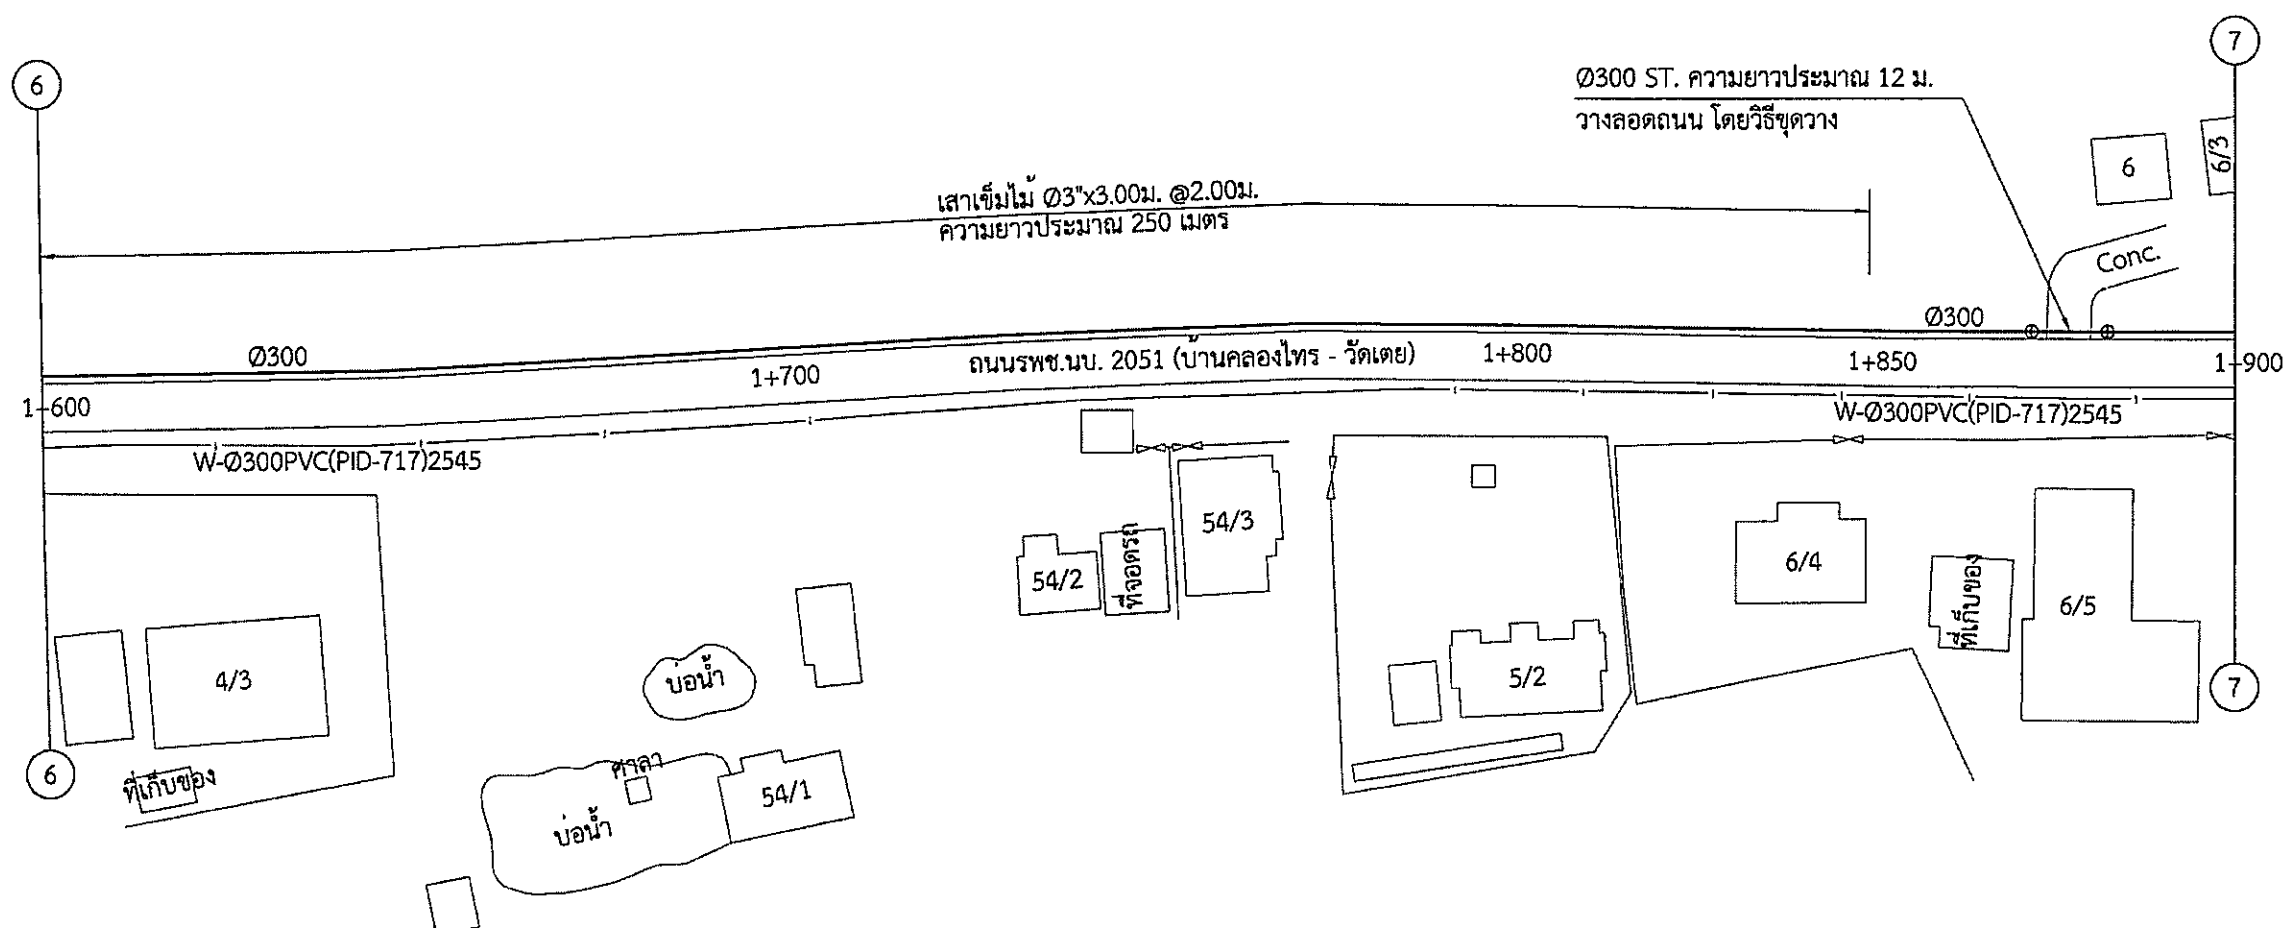 6
7
Ø300 ST. ความยาวประมาณ 12 ม.
วางลอดถนน โดยวิธีขุดวาง
6
6/3
เสาเข็มไม้ Ø3"x3.00ม. @2.00ม.
ความยาวประมาณ 250 เมตร
Conc.
Ø300
Ø300
1+600
1+700
ถนนรพช.นบ. 2051 (บ้านคลองไทร - วัดเตย)
1+800
1+850
1+900
W-Ø300PVC(PID-717)2545
W-Ø300PVC(PID-717)2545
4/3
ที่เก็บของ
บ่อน้ำ
ศาลา
บ่อน้ำ
54/1
54/2
ที่จอดรถ
54/3
5/2
6/4
ที่เก็บของ
6/5
6
7